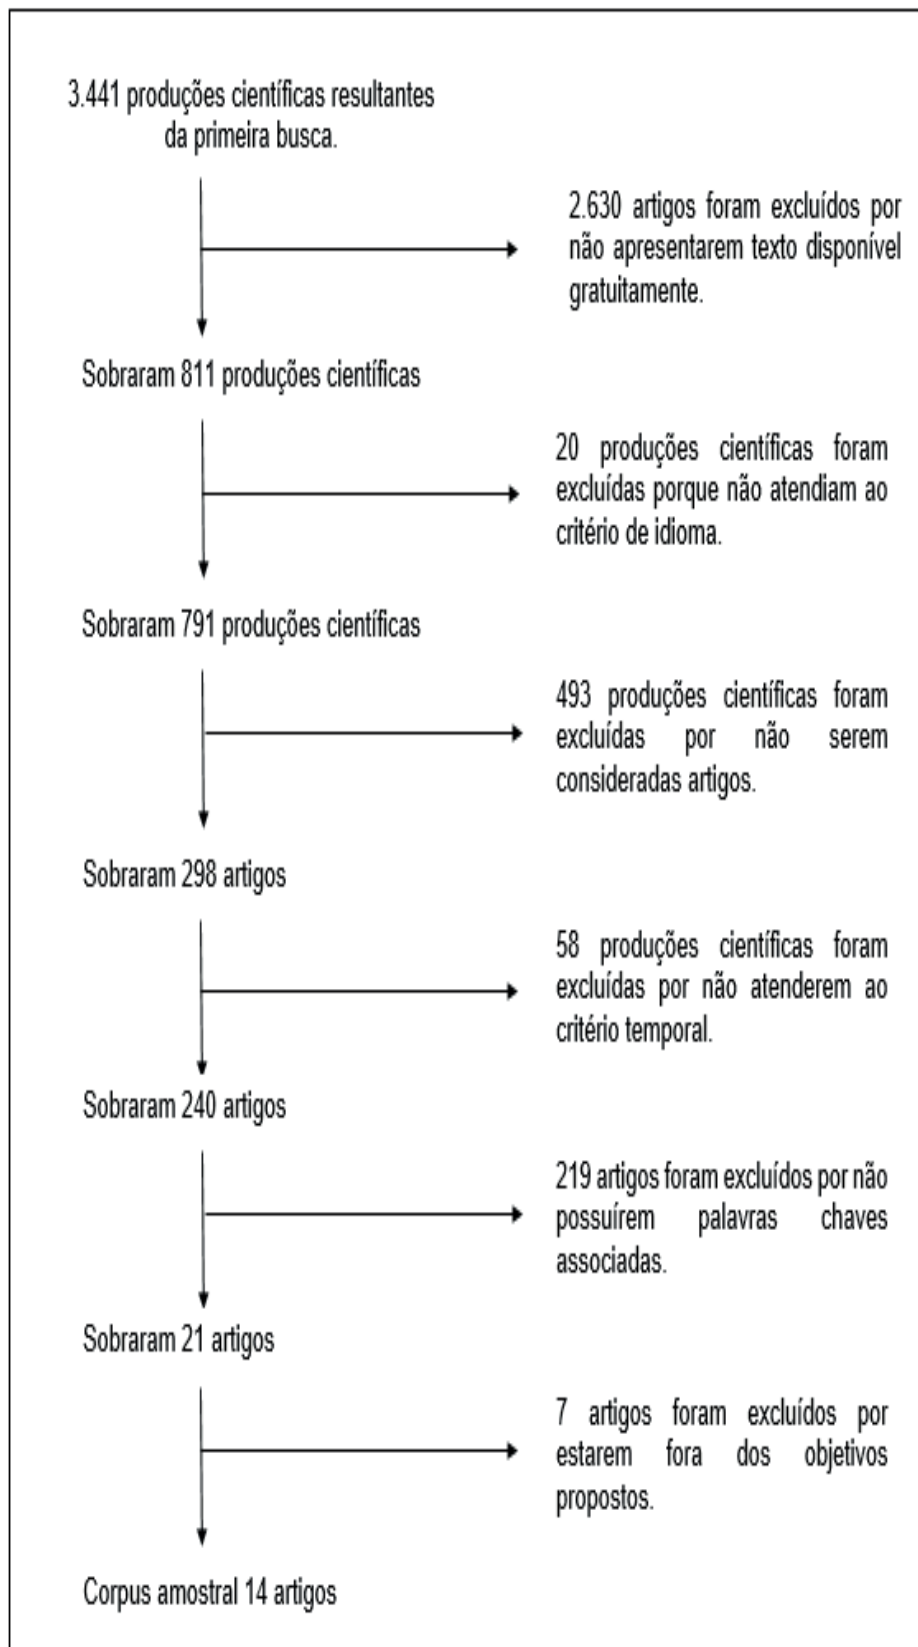 3.441 produções científicas resultantes
da primeira busca.
2.630 artigos foram excluídos por
não apresentarem texto disponível
gratuitamente.
Sobraram 811 produções científicas
20 produções científicas foram
excluídas porque não atendiam ao
critério de idioma.
Sobraram 791 produções científicas
493 produções científicas foram
excluídas por não serem
consideradas artigos.
Sobraram 298 artigos
58 produções científicas foram
excluídas por não atenderem ao
critério temporal.
Sobraram 240 artigos
219 artigos foram excluídos por não
possuírem palavras chaves
associadas.
Sobraram 21 artigos
7 artigos foram excluídos por
estarem fora dos objetivos
propostos.
Corpus amostral 14 artigos